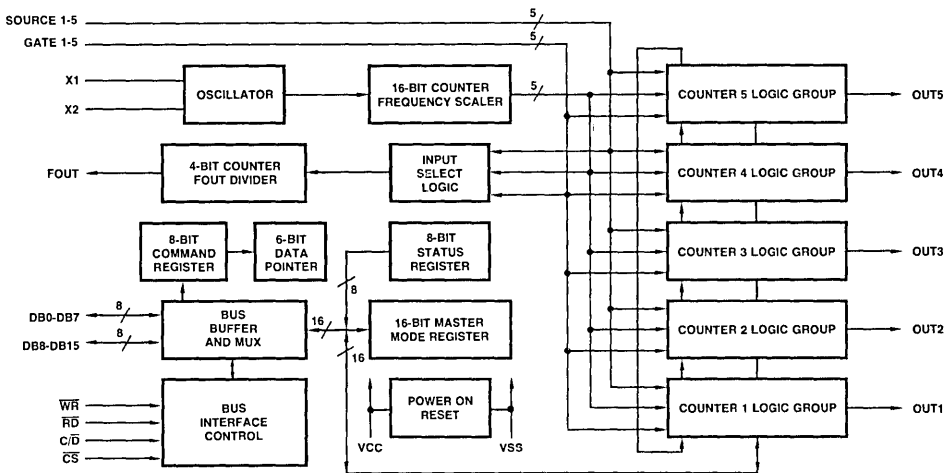 SOURCE 1-5
5
GATE 1-5
5
X1
X2
OSCILLATOR
16-BIT COUNTER
FREQUENCY SCALER
5
COUNTER 5 LOGIC GROUP
OUT5
FOUT
4-BIT COUNTER
FOUT DIVIDER
INPUT
SELECT
LOGIC
COUNTER 4 LOGIC GROUP
OUT4
8-BIT
COMMAND
REGISTER
6-BIT
DATA
POINTER
8-BIT
STATUS
REGISTER
8
COUNTER 3 LOGIC GROUP
OUT3
DB0-DB7
8
DB8-DB15
8
BUS
BUFFER
AND MUX
16
16-BIT MASTER
MODE REGISTER
16
COUNTER 2 LOGIC GROUP
OUT2
W̅R̅
R̅D̅
C/D̅
C̅S̅
BUS
INTERFACE
CONTROL
POWER ON
RESET
VCC
VSS
COUNTER 1 LOGIC GROUP
OUT1